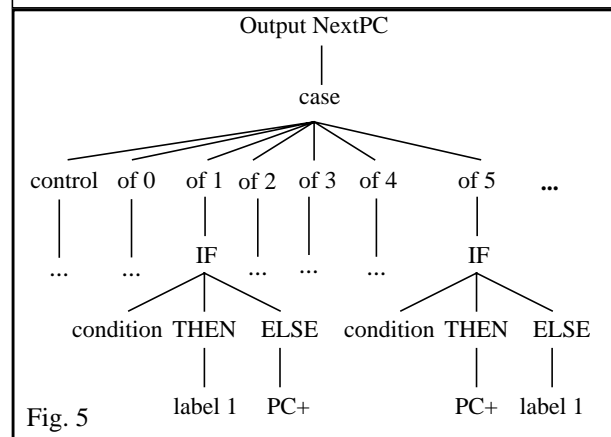 Output NextPC
case
control of 0 of 1 of 2 of 3 of 4 of 5 ...
... ... IF ... ... ... IF
condition THEN ELSE condition THEN ELSE
label 1 PC+ PC+ label 1
Fig. 5